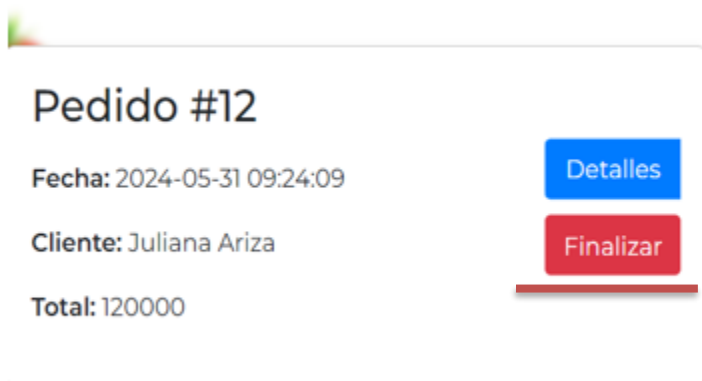 Pedido #12
Fecha: 2024-05-31 09:24:09
Detalles
Cliente: Juliana Ariza
Finalizar
Total: 120000